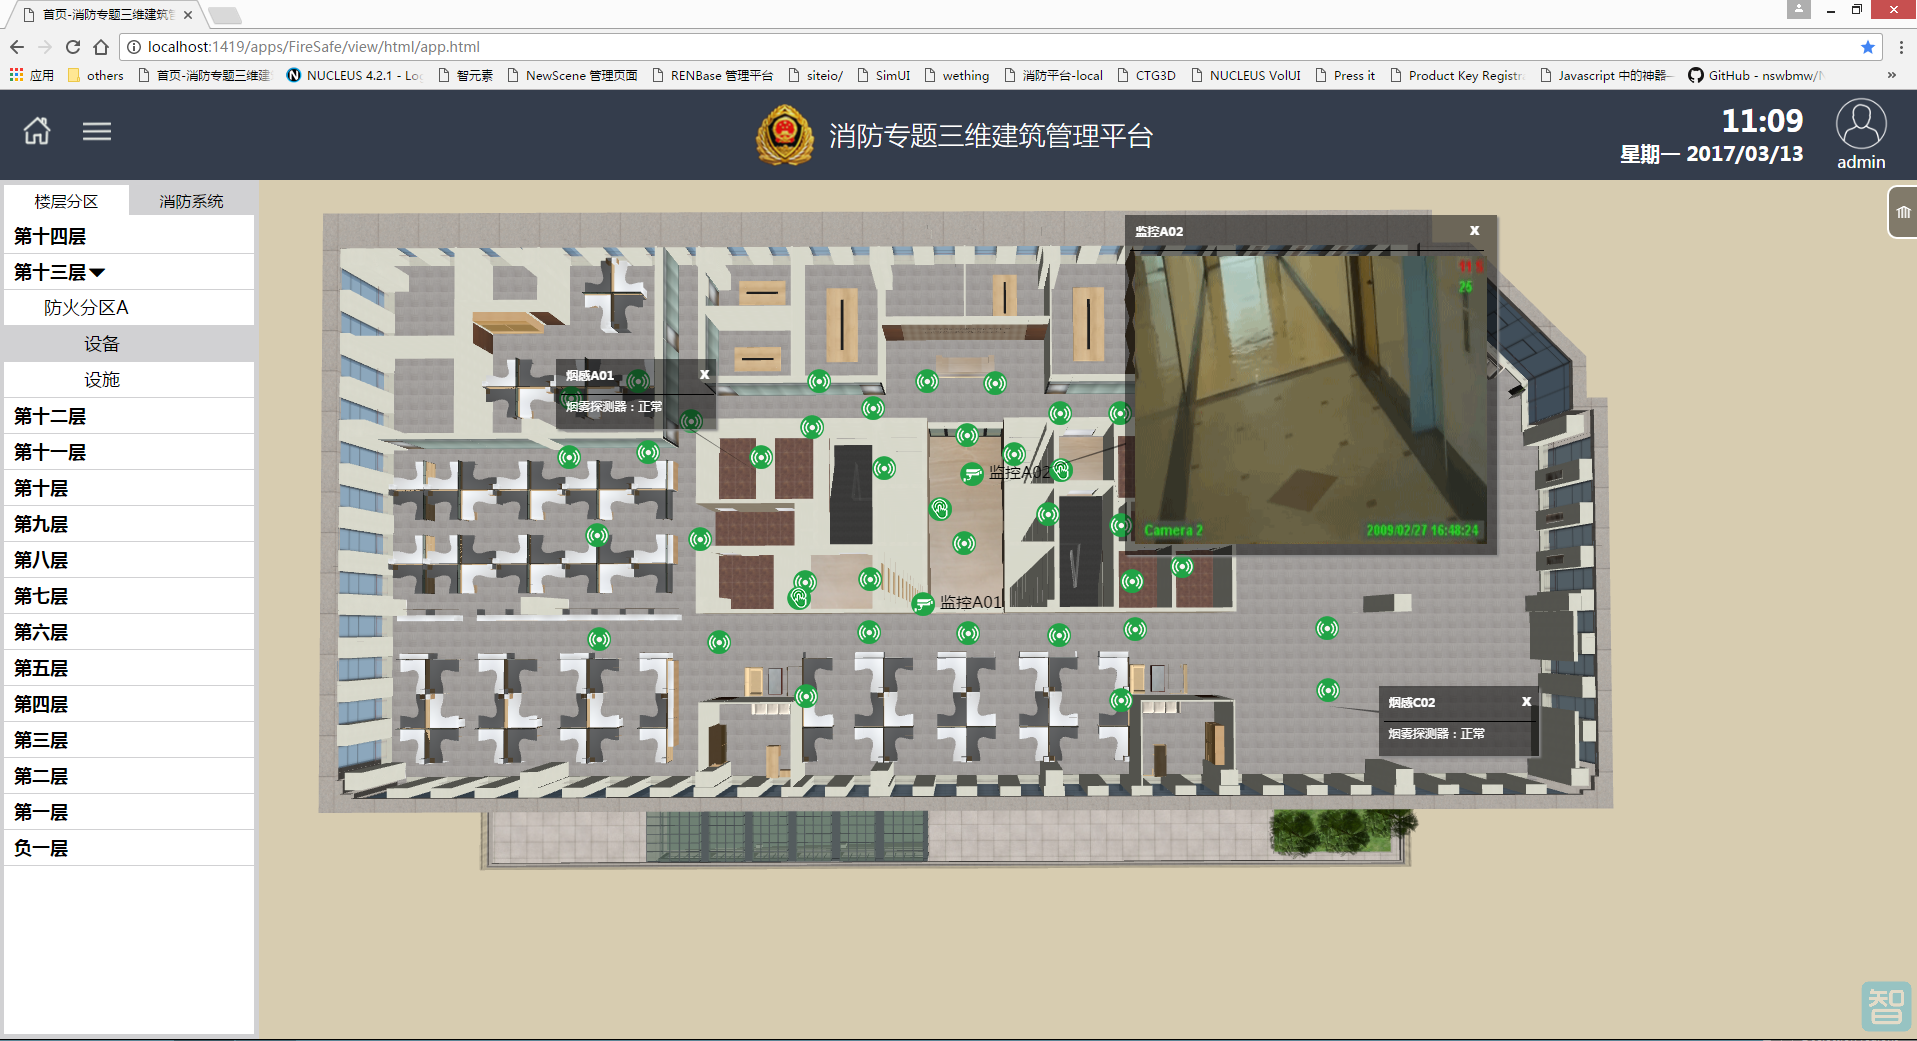 首页-消防专题三维建筑管
localhost:1419/apps/FireSafe/view/html/app.html
应用
others
首页-消防专题三维建
NUCLEUS 4.2.1 - Log
智元素
NewScene 管理页面
RENBase 管理平台
siteio/
SimUI
wething
消防平台-local
CTG3D
NUCLEUS VolUI
Press it
Product Key Registr
Javascript 中的神器—
GitHub - nswbmw/N
»
消防专题三维建筑管理平台
11:09
星期一 2017/03/13
admin
楼层分区
消防系统
第十四层
第十三层
防火分区A
设备
设施
第十二层
第十一层
第十层
第九层
第八层
第七层
第六层
第五层
第四层
第三层
第二层
第一层
负一层
监控A02
x
26
Camera 2
2009/02/27 16:48:24
烟感A01
x
烟雾探测器：正常
监控A02
监控A01
烟感C02
x
烟雾探测器：正常
智